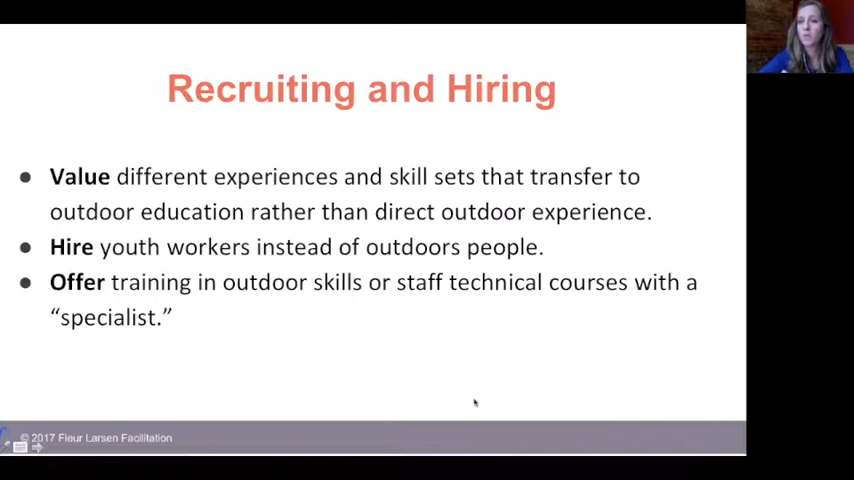 Recruiting and Hiring
● Value different experiences and skill sets that transfer to
outdoor education rather than direct outdoor experience.
● Hire youth workers instead of outdoors people.
● Offer training in outdoor skills or staff technical courses with a
“specialist.”
© 2017 Fleur Larsen Facilitation